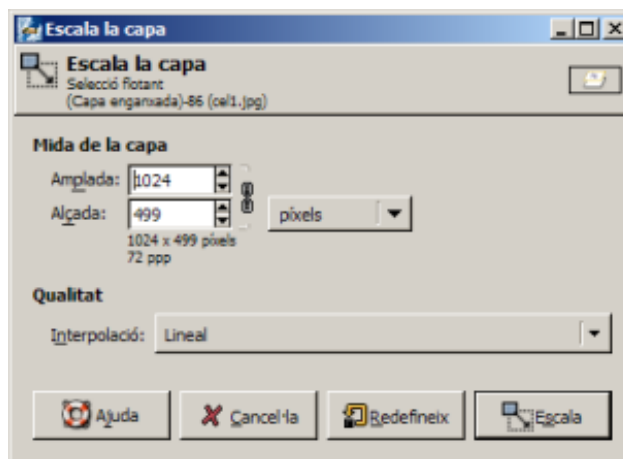 Escala la capa
Escala la capa
Selecció flotant
(Capa enganxada)-86 (cel1.jpg)
Mida de la capa
Amplada: 1024
Alçada: 499
píxels
1024 x 499 píxels
72 ppp
Qualitat
Interpolació: Lineal
Ajuda
Cancel·la
Redefineix
Escala